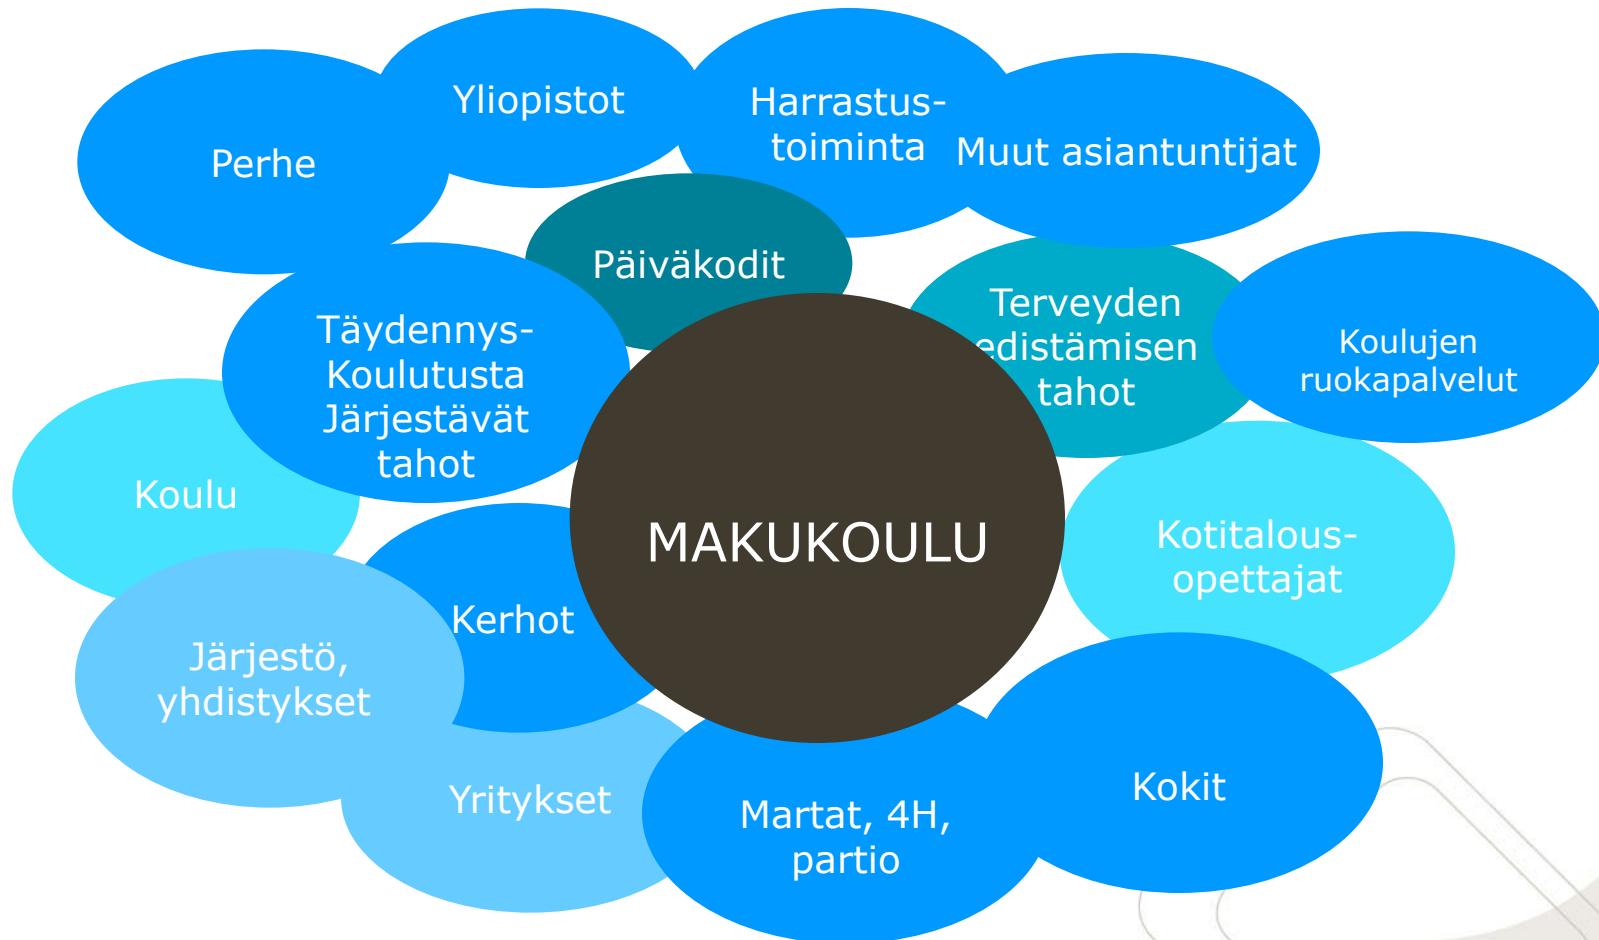 Yliopistot
Harrastus-
toiminta
Muut asiantuntijat
Perhe
Päiväkodit
Terveyden
edistämisen
tahot
Koulujen
ruokapalvelut
Täydennys-
Koulutusta
Järjestävät
tahot
Koulu
MAKUKOULU
Kotitalous-
opettajat
Kerhot
Järjestö,
yhdistykset
Yritykset
Martat, 4H,
partio
Kokit